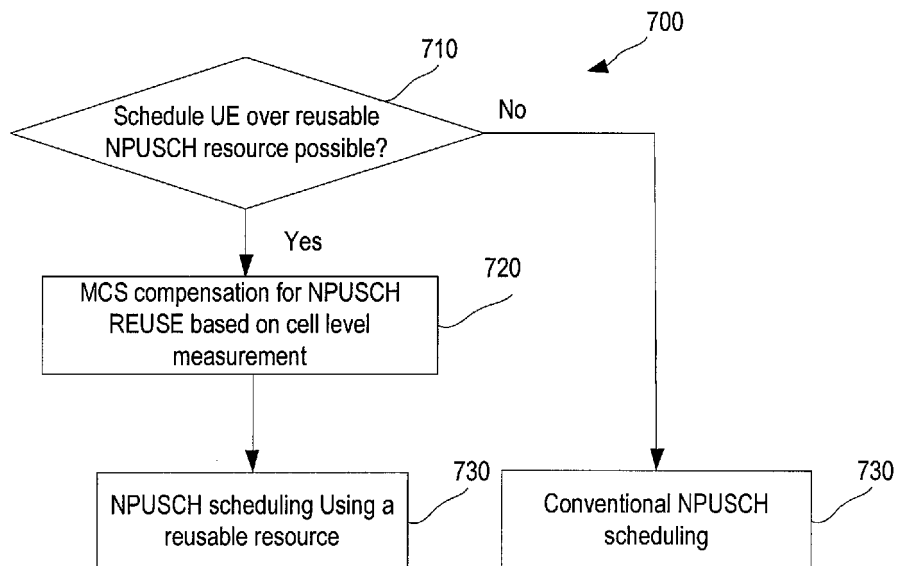 700
710
Schedule UE over reusable
NPUSCH resource possible?
No
Yes
720
MCS compensation for NPUSCH
REUSE based on cell level
measurement
730
NPUSCH scheduling Using a
reusable resource
730
Conventional NPUSCH
scheduling